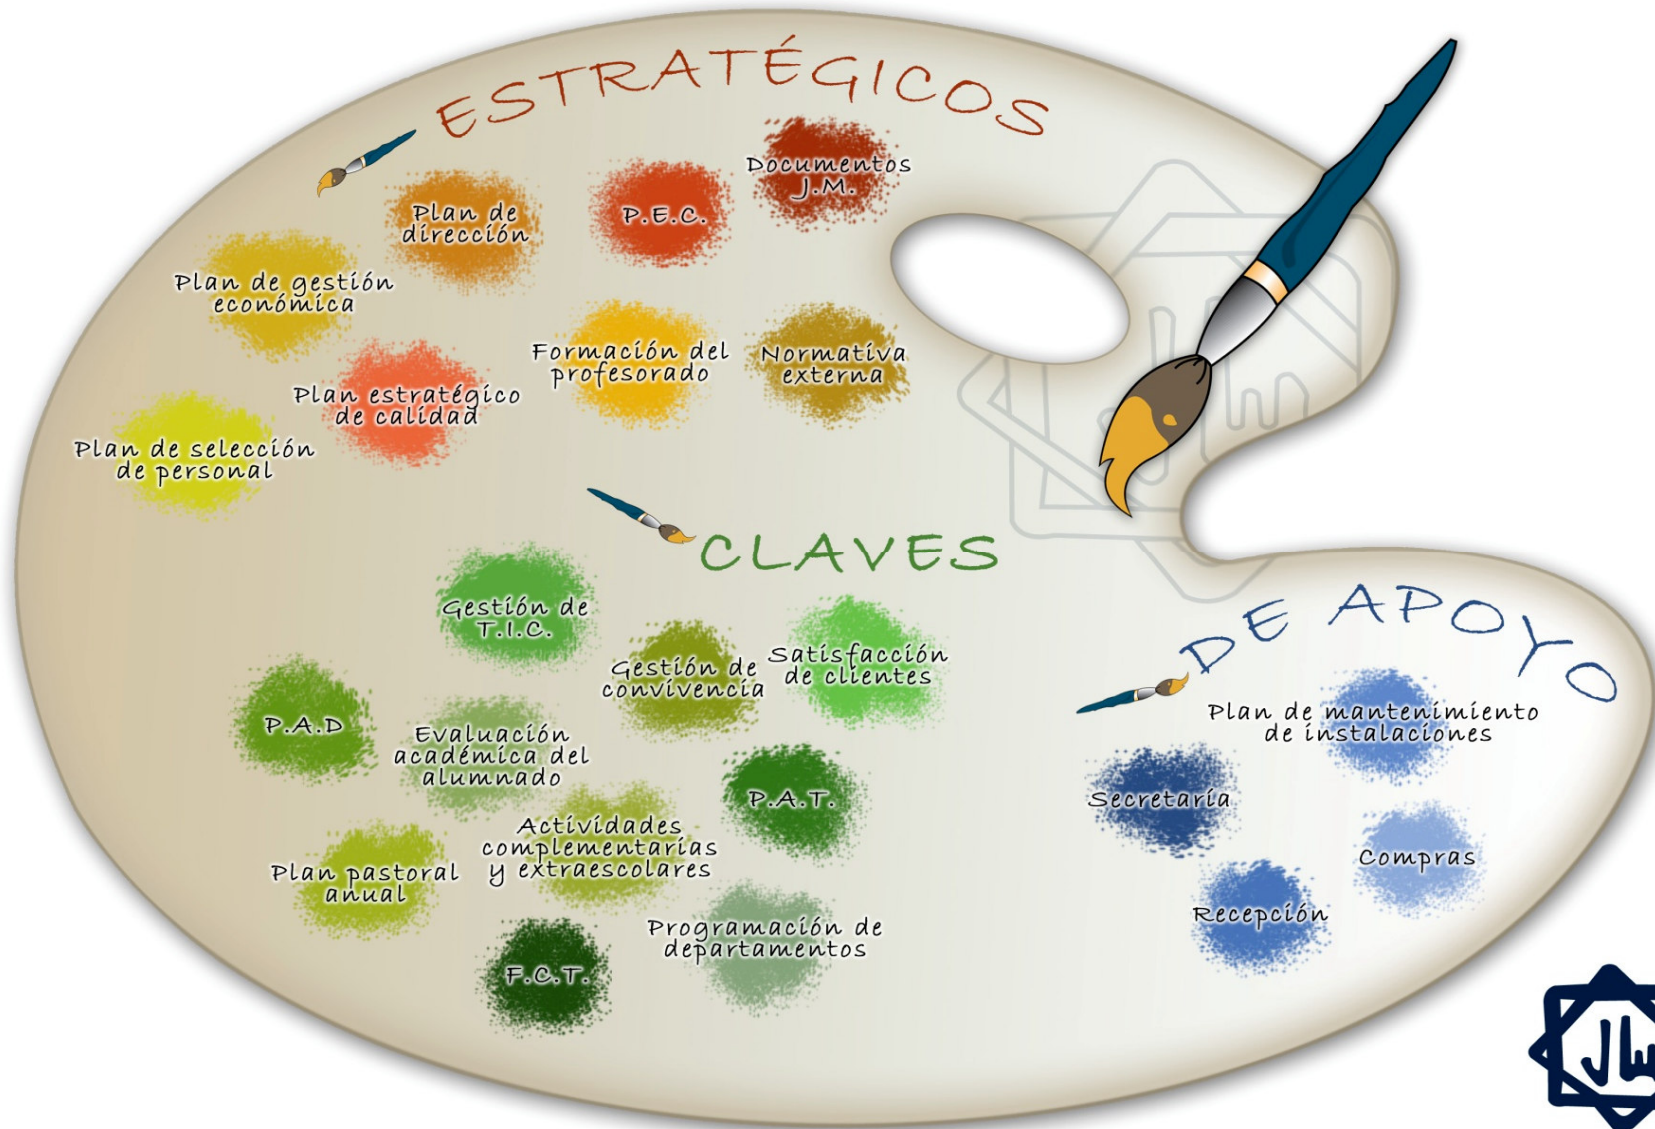 ESTRATÉGICOS
Documentos
J.M.
P.E.C.
Plan de
dirección
Plan de gestión
económica
Formación del
profesorado
Normativa
externa
Plan estratégico
de calidad
Plan de selección
de personal
CLAVES
Gestión de
T.I.C.
Gestión de
convivencia
Satisfacción
de clientes
P.A.D
Evaluación
académica del
alumnado
P.A.T.
Actividades
complementarias
y extraescolares
Plan pastoral
anual
Programación de
departamentos
F.C.T.
DE APOYO
Plan de mantenimiento
de instalaciones
Secretaría
Compras
Recepción